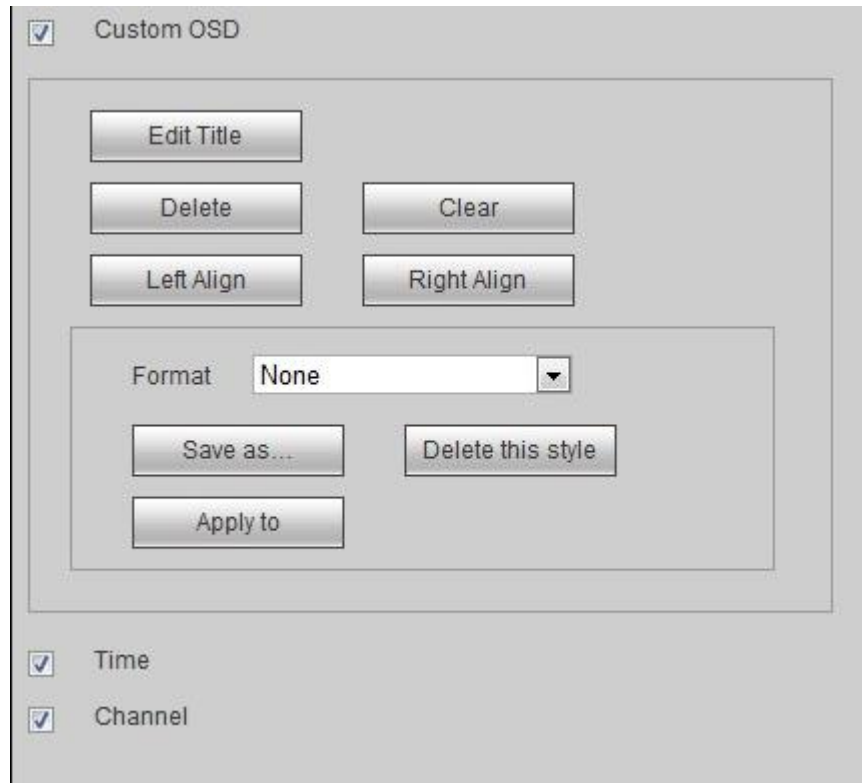 Custom OSD
Edit Title
Delete Clear
Left Align Right Align
Format None
Save as... Delete this style
Apply to
Time
Channel